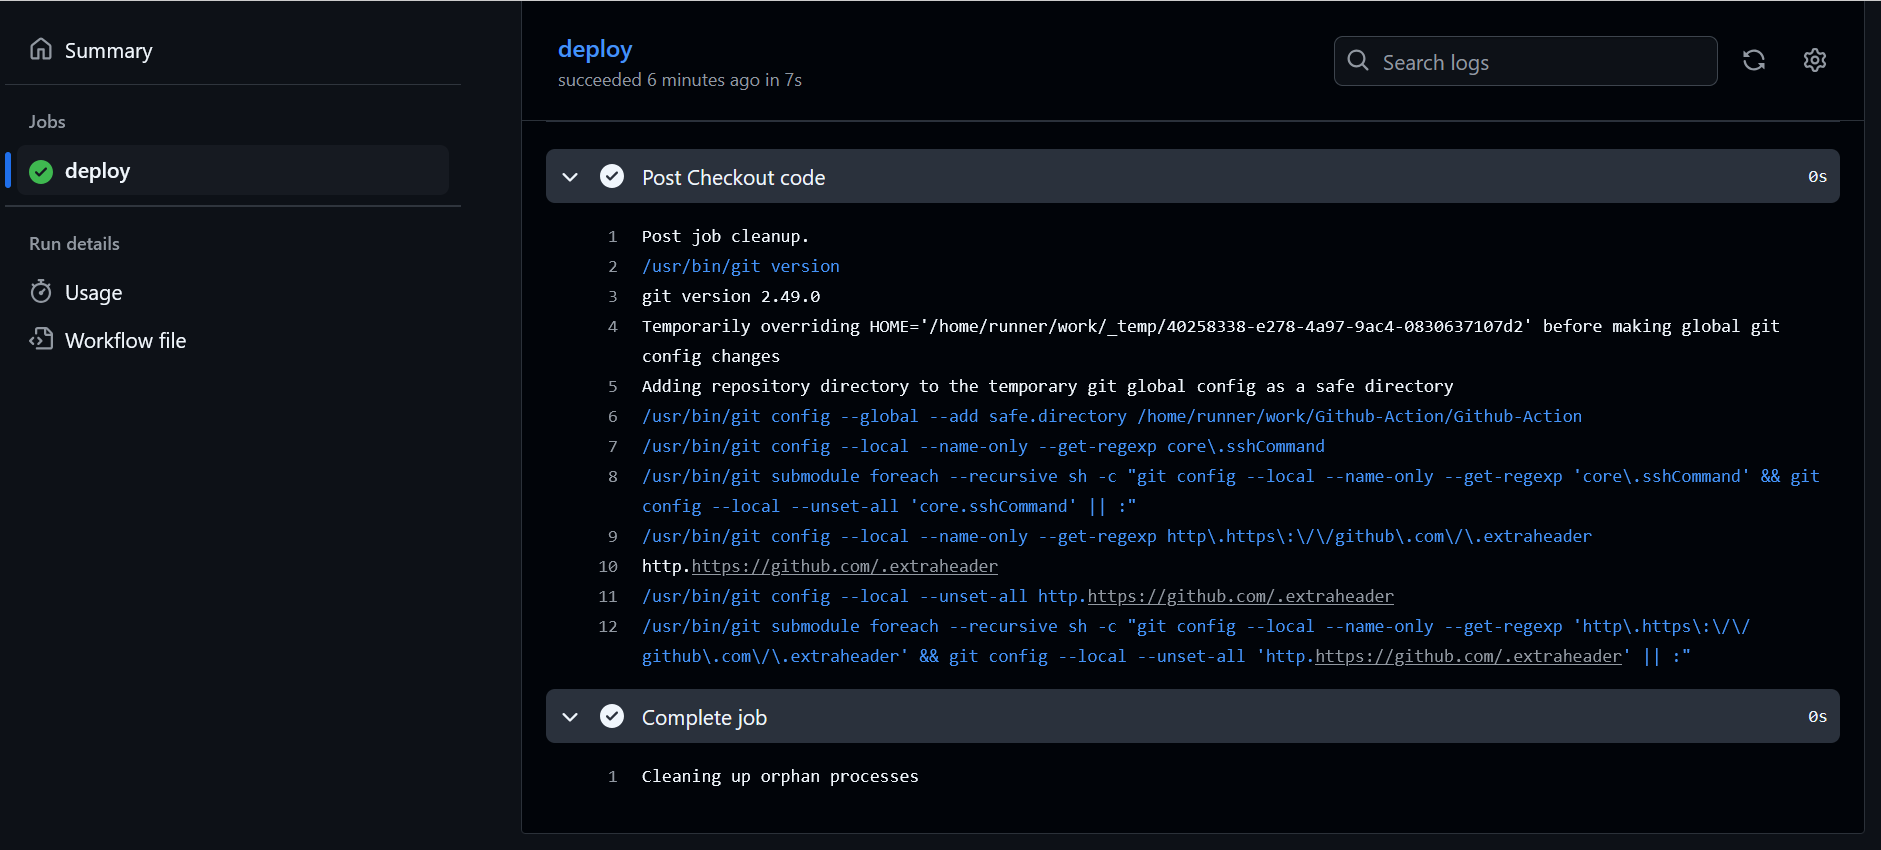 Summary
Jobs
deploy
Run details
Usage
Workflow file
deploy
succeeded 6 minutes ago in 7s
Search logs
Post Checkout code 0s
1 Post job cleanup.
2 /usr/bin/git version
3 git version 2.49.0
4 Temporarily overriding HOME='/home/runner/work/_temp/40258338-e278-4a97-9ac4-0830637107d2' before making global git
config changes
5 Adding repository directory to the temporary git global config as a safe directory
6 /usr/bin/git config --global --add safe.directory /home/runner/work/Github-Action/Github-Action
7 /usr/bin/git config --local --name-only --get-regexp core\.sshCommand
8 /usr/bin/git submodule foreach --recursive sh -c "git config --local --name-only --get-regexp 'core\.sshCommand' && git
config --local --unset-all 'core.sshCommand' || :"
9 /usr/bin/git config --local --name-only --get-regexp http\.https\:\/\/github\.com\/\.extraheader
10 http.https://github.com/.extraheader
11 /usr/bin/git config --local --unset-all http.https://github.com/.extraheader
12 /usr/bin/git submodule foreach --recursive sh -c "git config --local --name-only --get-regexp 'http\.https\:\/\/
github\.com\/\.extraheader' && git config --local --unset-all 'http.https://github.com/.extraheader' || :"
Complete job 0s
1 Cleaning up orphan processes